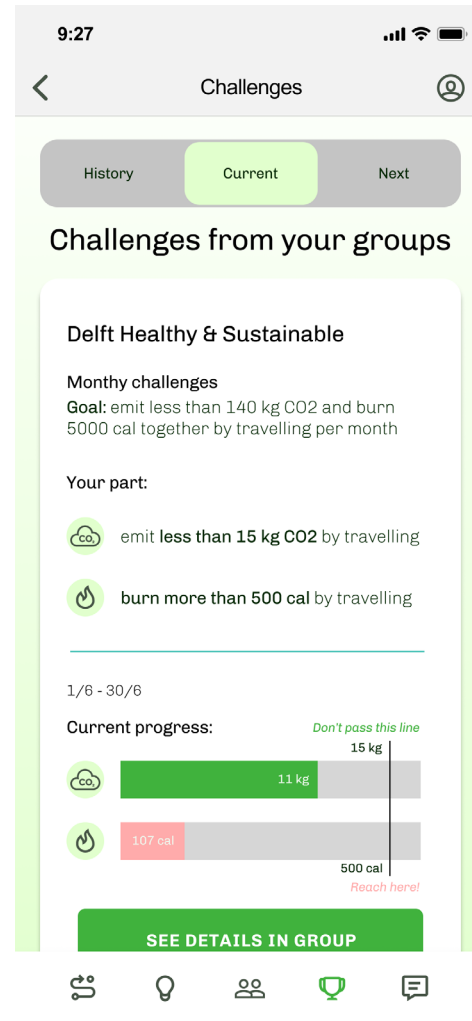 9:27
Challenges
History Current Next
Challenges from your groups
Delft Healthy & Sustainable
Monthy challenges
Goal: emit less than 140 kg CO2 and burn
5000 cal together by travelling per month
Your part:
CO2 emit less than 15 kg CO2 by travelling
burn more than 500 cal by travelling
1/6 - 30/6
Current progress: Don't pass this line
15 kg
CO2 11 kg
107 cal
500 cal
Reach here!
SEE DETAILS IN GROUP